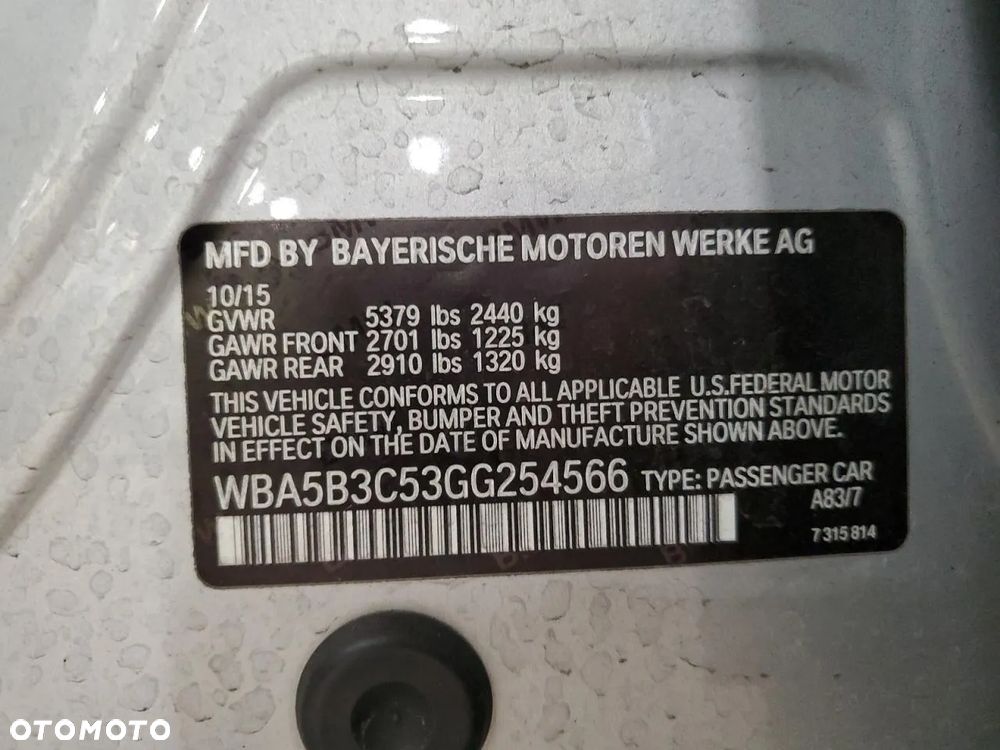 MFD BY BAYERISCHE MOTOREN WERKE AG
10/15
GVWR 5379 lbs 2440 kg
GAWR FRONT 2701 lbs 1225 kg
GAWR REAR 2910 lbs 1320 kg
THIS VEHICLE CONFORMS TO ALL APPLICABLE U.S.FEDERAL MOTOR
VEHICLE SAFETY, BUMPER AND THEFT PREVENTION STANDARDS
IN EFFECT ON THE DATE OF MANUFACTURE SHOWN ABOVE.
WBA5B3C53GG254566 TYPE: PASSENGER CAR
A83/7
7 315 814
OTOMOTO